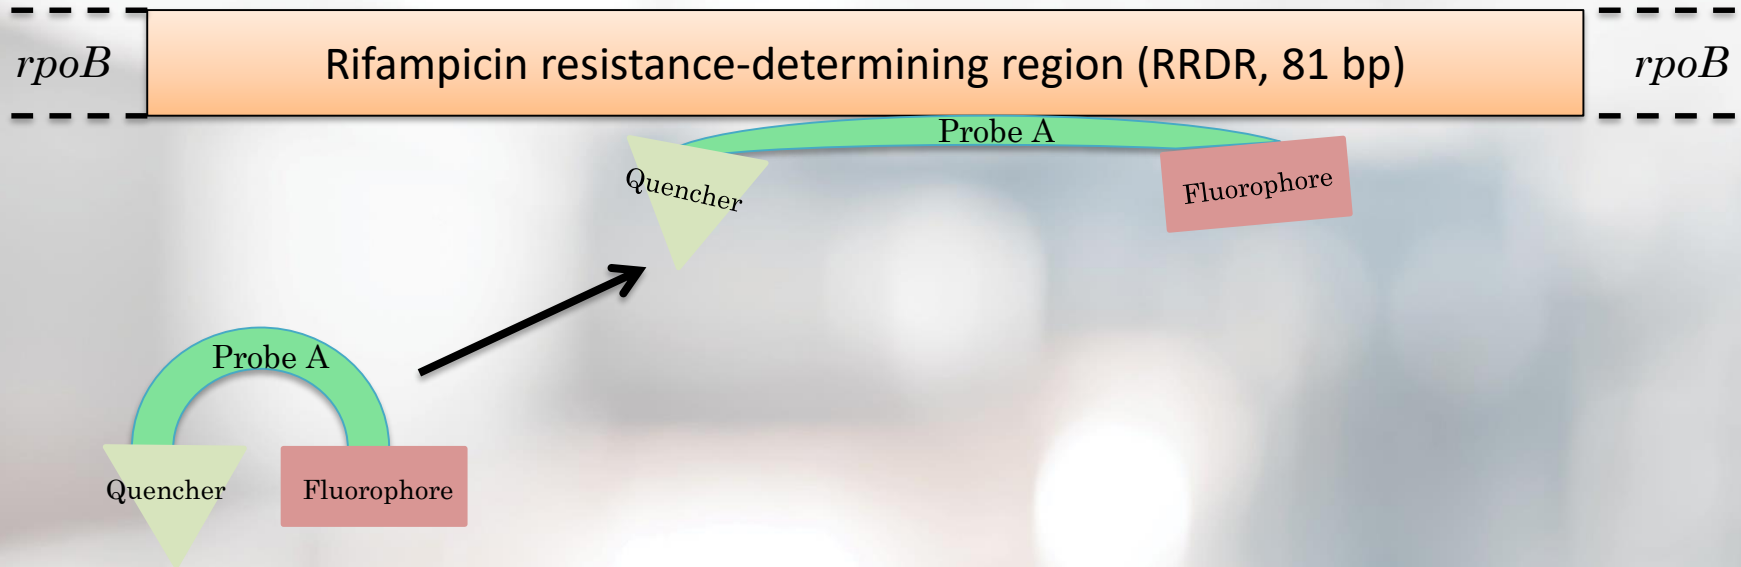 rpoB
Rifampicin resistance-determining region (RRDR, 81 bp)
rpoB
Probe A
Quencher
Fluorophore
Probe A
Quencher
Fluorophore